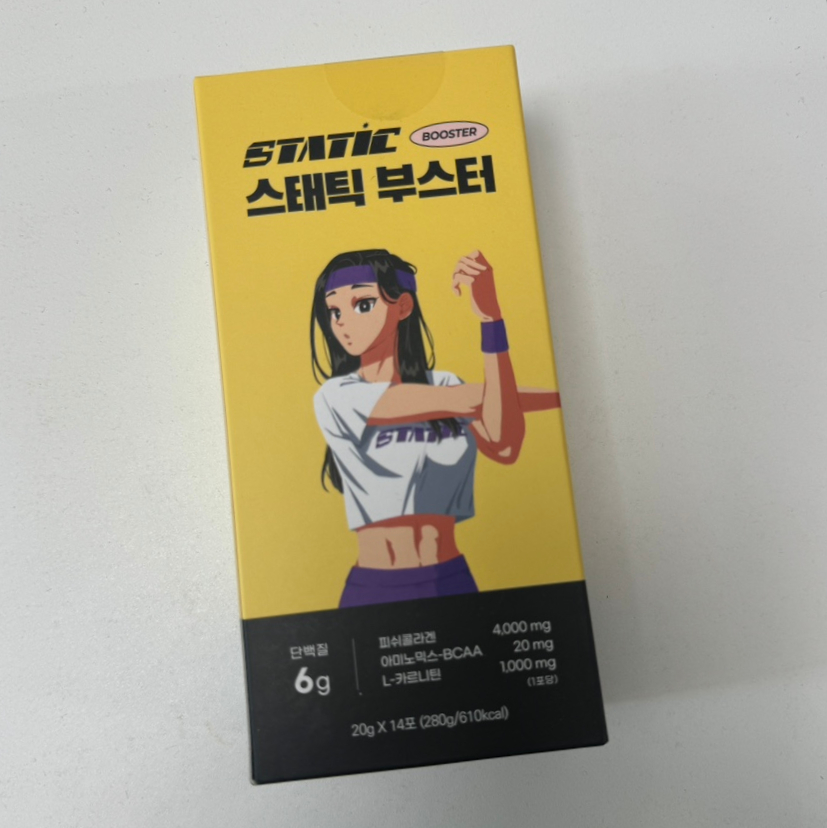 STATIC BOOSTER
스태틱 부스터
STATIC
단백질
6g
피쉬콜라겐 4,000 mg
아미노믹스-BCAA 20 mg
L-카르니틴 1,000 mg
(1포당)
20g X 14포 (280g/610kcal)